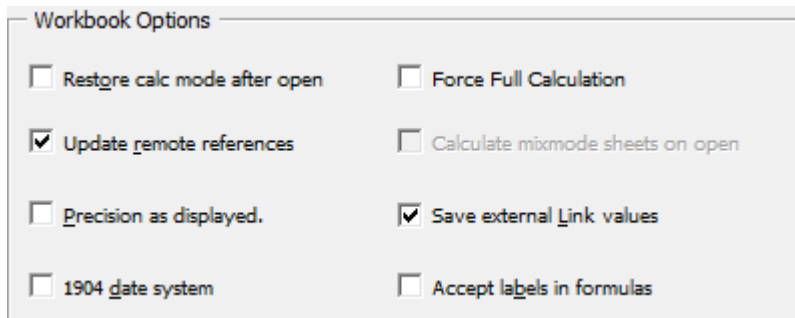 Workbook Options
Restore calc mode after open
Force Full Calculation
Update remote references
Calculate mixmode sheets on open
Precision as displayed.
Save external Link values
1904 date system
Accept labels in formulas